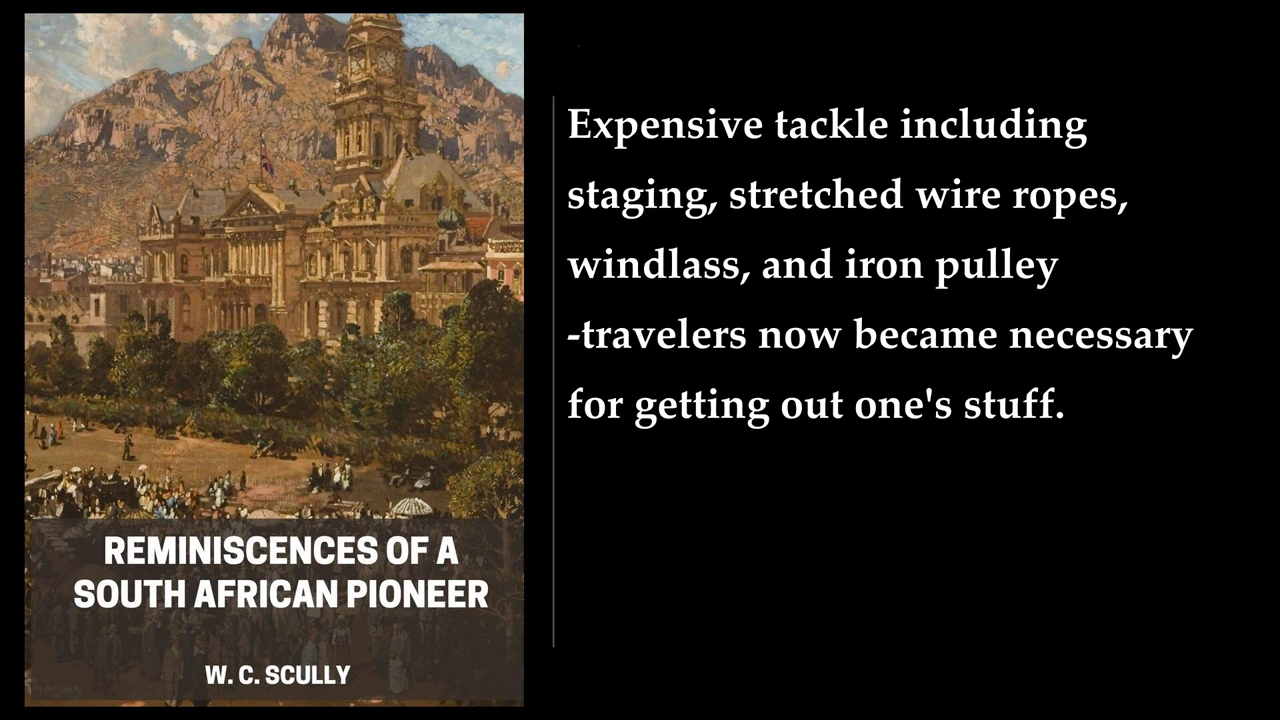 Expensive tackle including
staging, stretched wire ropes,
windlass, and iron pulley
-travelers now became necessary
for getting out one's stuff.
REMINISCENCES OF A
SOUTH AFRICAN PIONEER
W. C. SCULLY